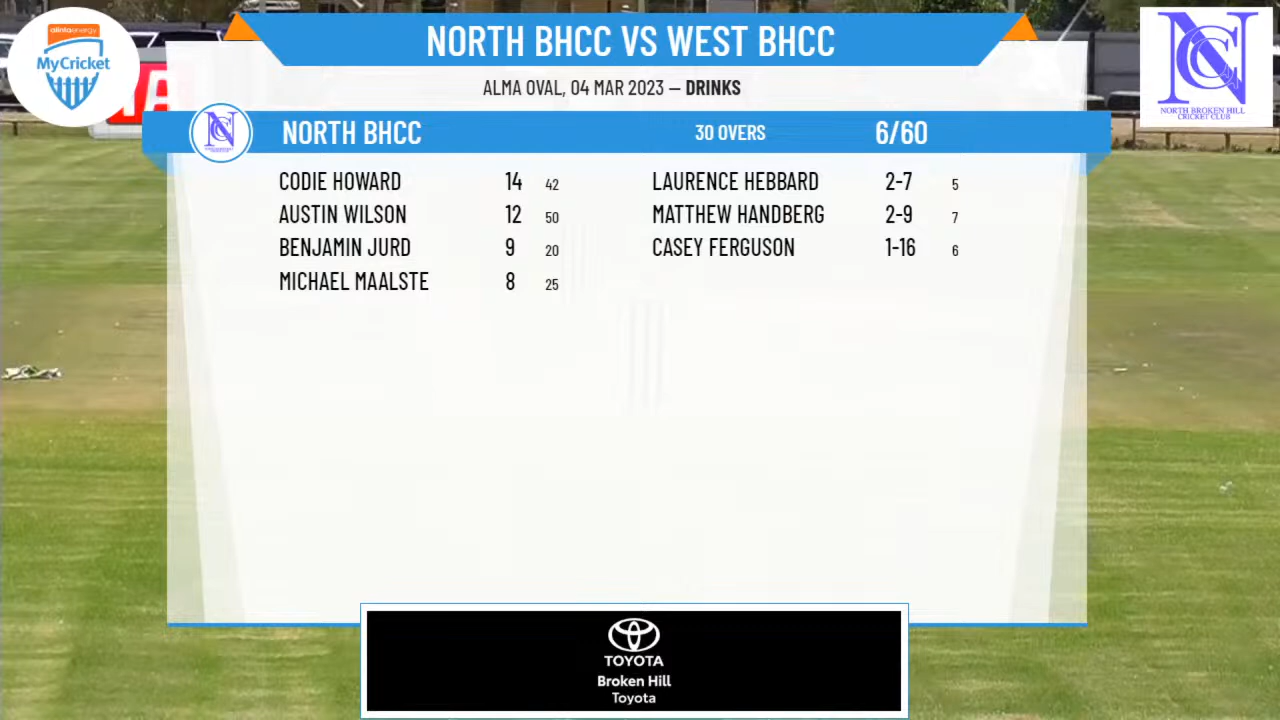 alinta energy
MyCricket
NORTH BHCC VS WEST BHCC
ALMA OVAL, 04 MAR 2023 – DRINKS
NORTH BROKEN HILL
CRICKET CLUB
NORTH BHCC 30 OVERS 6/60
CODIE HOWARD 14 42 LAURENCE HEBBARD 2-7 5
AUSTIN WILSON 12 50 MATTHEW HANDBERG 2-9 7
BENJAMIN JURD 9 20 CASEY FERGUSON 1-16 6
MICHAEL MAALSTE 8 25
TOYOTA
Broken Hill
Toyota